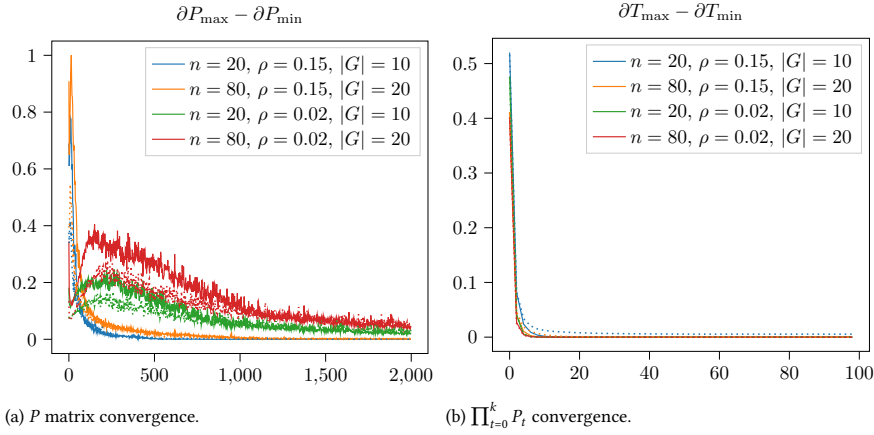 ∂P_max − ∂P_min
1
0.8
0.6
0.4
0.2
0
0 500 1,000 1,500 2,000
n = 20, ρ = 0.15, |G| = 10
n = 80, ρ = 0.15, |G| = 20
n = 20, ρ = 0.02, |G| = 10
n = 80, ρ = 0.02, |G| = 20
(a) P matrix convergence.
∂T_max − ∂T_min
0.5
0.4
0.3
0.2
0.1
0
0 20 40 60 80 100
n = 20, ρ = 0.15, |G| = 10
n = 80, ρ = 0.15, |G| = 20
n = 20, ρ = 0.02, |G| = 10
n = 80, ρ = 0.02, |G| = 20
(b) ∏_{t=0}^{k} P_t convergence.